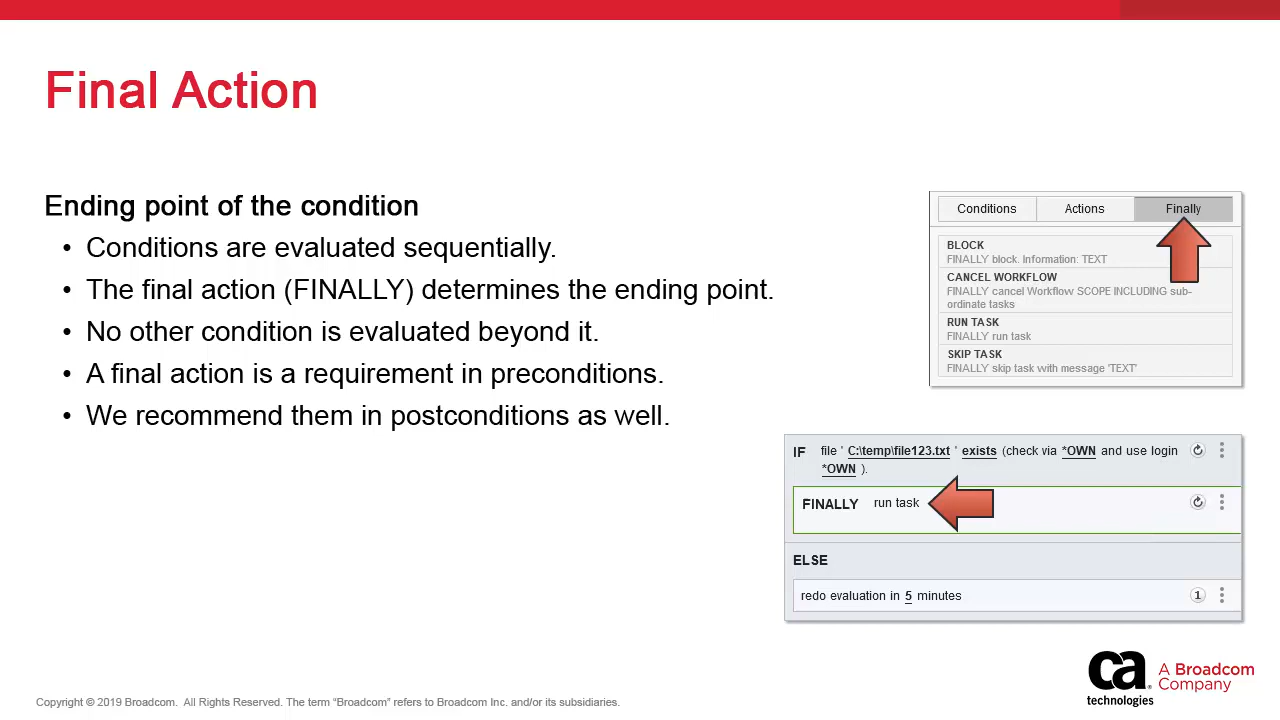 Final Action
Ending point of the condition
• Conditions are evaluated sequentially.
• The final action (FINALLY) determines the ending point.
• No other condition is evaluated beyond it.
• A final action is a requirement in preconditions.
• We recommend them in postconditions as well.
Conditions Actions Finally
BLOCK
FINALLY block. Information: TEXT
CANCEL WORKFLOW
FINALLY cancel Workflow SCOPE INCLUDING sub-
ordinate tasks
RUN TASK
FINALLY run task
SKIP TASK
FINALLY skip task with message 'TEXT'
IF file ' C:\temp\file123.txt ' exists (check via *OWN and use login
*OWN ).
FINALLY run task
ELSE
redo evaluation in 5 minutes 1
Copyright © 2019 Broadcom. All Rights Reserved. The term “Broadcom” refers to Broadcom Inc. and/or its subsidiaries.
ca
technologies
A Broadcom
Company